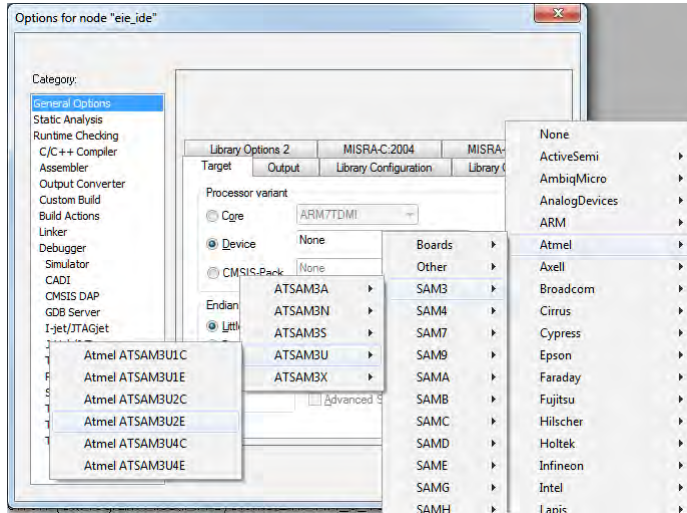 Options for node "eie_ide"
Category:
General Options
Static Analysis
Runtime Checking
C/C++ Compiler
Assembler
Output Converter
Custom Build
Build Actions
Linker
Debugger
Simulator
CADI
CMSIS DAP
GDB Server
I-jet/JTAGjet
Library Options 2
MISRA-C:2004
MISRA-
Target
Output
Library Configuration
Library
Processor variant
Core
ARM7TDMI
Device
None
CMSIS-Pack
None
Endian
Littl
Advanced S
None
ActiveSemi
AmbiqMicro
AnalogDevices
ARM
Atmel
Axell
Broadcom
Cirrus
Cypress
Epson
Faraday
Fujitsu
Hilscher
Holtek
Infineon
Intel
Lapis
Boards
Other
SAM3
SAM4
SAM7
SAM9
SAMA
SAMB
SAMC
SAMD
SAME
SAMG
SAMH
ATSAM3A
ATSAM3N
ATSAM3S
ATSAM3U
ATSAM3X
Atmel ATSAM3U1C
Atmel ATSAM3U1E
Atmel ATSAM3U2C
Atmel ATSAM3U2E
Atmel ATSAM3U4C
Atmel ATSAM3U4E